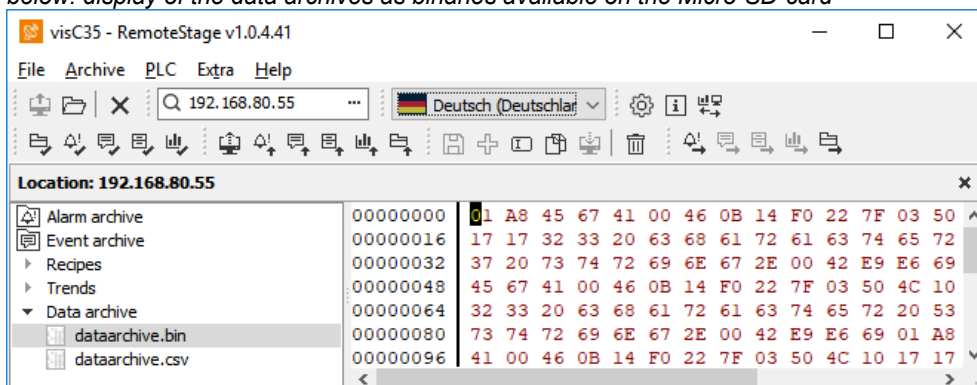 below: display of the data archives as binaries available on the Micro SD card
visC35 - RemoteStage v1.0.4.41
File Archive PLC Extra Help
192.168.80.55 ...
Deutsch (Deutschlar
Location: 192.168.80.55
Alarm archive
Event archive
Recipes
Trends
Data archive
dataarchive.bin
dataarchive.csv
00000000 01 A8 45 67 41 00 46 0B 14 F0 22 7F 03 50
00000016 17 17 32 33 20 63 68 61 72 61 63 74 65 72
00000032 37 20 73 74 72 69 6E 67 2E 00 42 E9 E6 69
00000048 45 67 41 00 46 0B 14 F0 22 7F 03 50 4C 10
00000064 32 33 20 63 68 61 72 61 63 74 65 72 20 53
00000080 73 74 72 69 6E 67 2E 00 42 E9 E6 69 01 A8
00000096 41 00 46 0B 14 F0 22 7F 03 50 4C 10 17 17